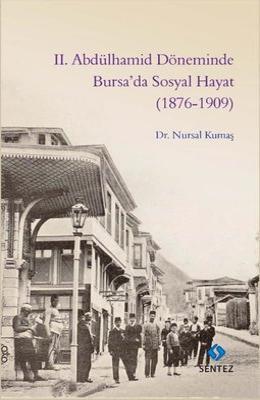 II. Abdülhamid Döneminde
Bursa'da Sosyal Hayat
(1876-1909)
Dr. Nursal Kumaş
SENTEZ